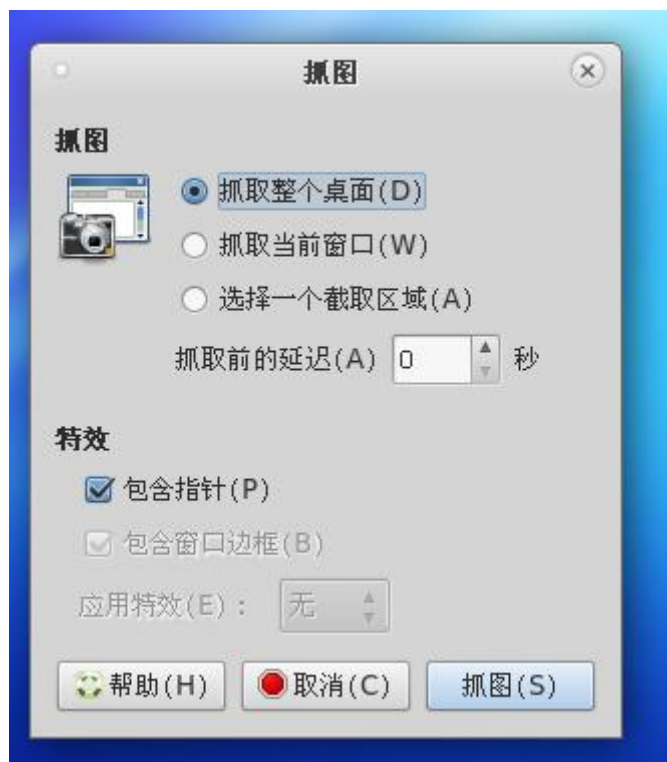 抓图
抓图
抓取整个桌面(D)
抓取当前窗口(W)
选择一个截取区域(A)
抓取前的延迟(A) 0 秒
特效
包含指针(P)
包含窗口边框(B)
应用特效(E)： 无
帮助(H) 取消(C) 抓图(S)